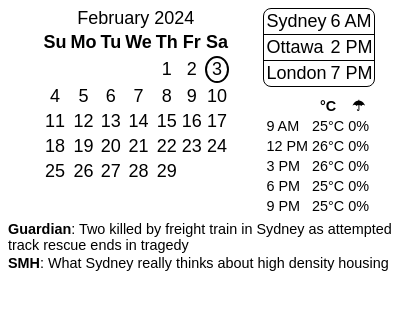 February 2024
Su Mo Tu We Th Fr Sa
1 2 3
4 5 6 7 8 9 10
11 12 13 14 15 16 17
18 19 20 21 22 23 24
25 26 27 28 29
Sydney 6 AM
Ottawa 2 PM
London 7 PM
°C ☂
9 AM 25°C 0%
12 PM 26°C 0%
3 PM 26°C 0%
6 PM 25°C 0%
9 PM 25°C 0%
Guardian: Two killed by freight train in Sydney as attempted
track rescue ends in tragedy
SMH: What Sydney really thinks about high density housing